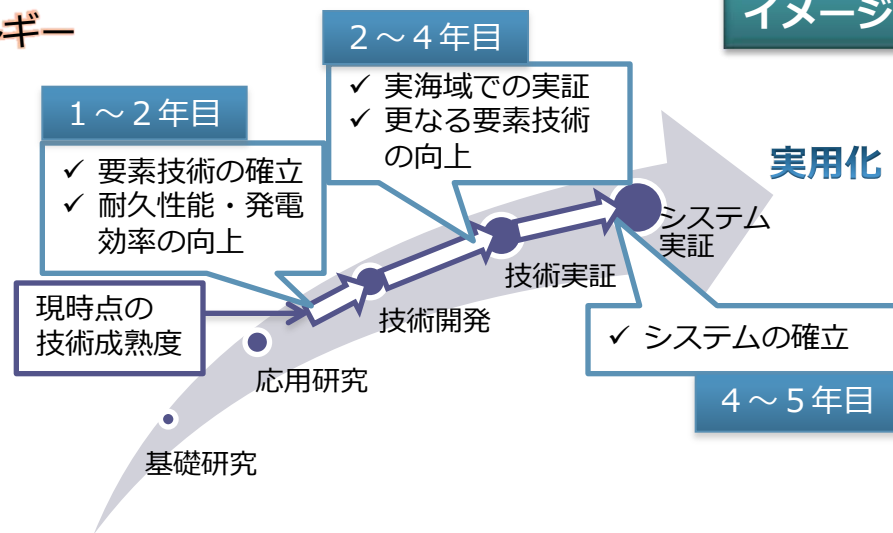 ギー
イメージ
２～４年目
✓ 実海域での実証
✓ 更なる要素技術
の向上
１～２年目
✓ 要素技術の確立
✓ 耐久性能・発電
効率の向上
実用化
システム
実証
技術実証
現時点の
技術成熟度
技術開発
✓ システムの確立
応用研究
４～５年目
基礎研究